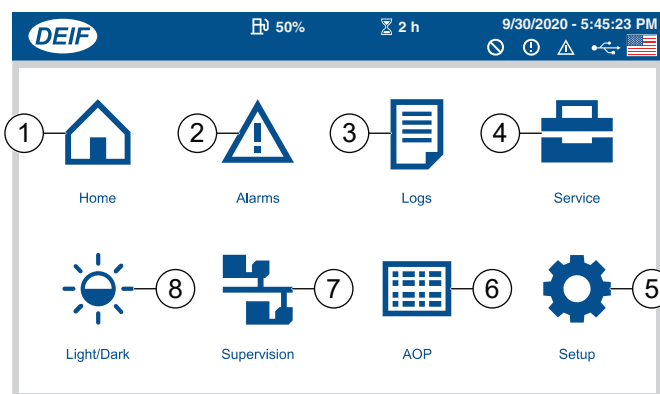 DEIF 50% 2 h 9/30/2020 - 5:45:23 PM
1 2 3 4
Home Alarms Logs Service
8 7 6 5
Light/Dark Supervision AOP Setup